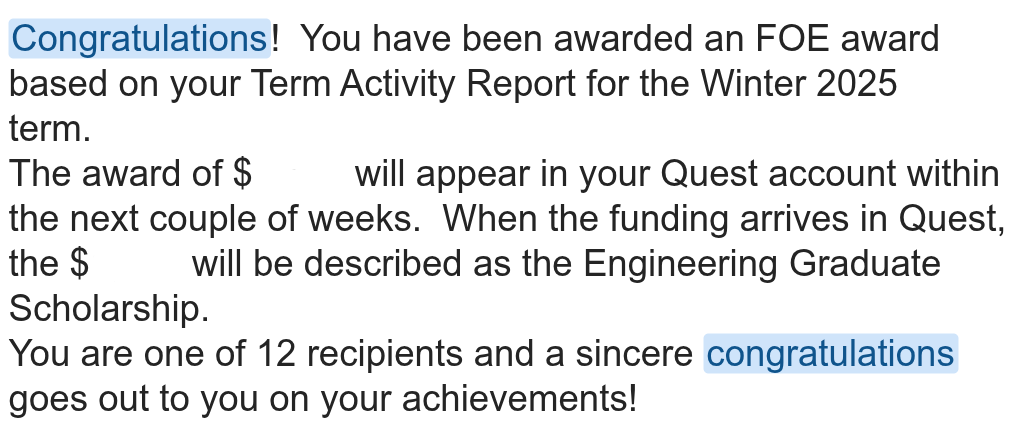 Congratulations!  You have been awarded an FOE award
based on your Term Activity Report for the Winter 2025
term.
The award of $ will appear in your Quest account within
the next couple of weeks.  When the funding arrives in Quest,
the $ will be described as the Engineering Graduate
Scholarship.
You are one of 12 recipients and a sincere congratulations
goes out to you on your achievements!